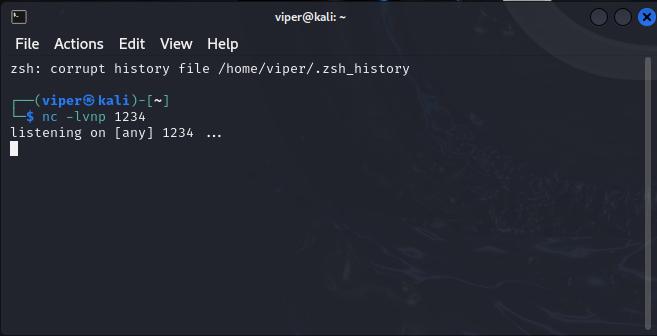 viper@kali: ~
File Actions Edit View Help
zsh: corrupt history file /home/viper/.zsh_history
┌──(viper㉿kali)-[~]
└─$ nc -lvnp 1234
listening on [any] 1234 ...